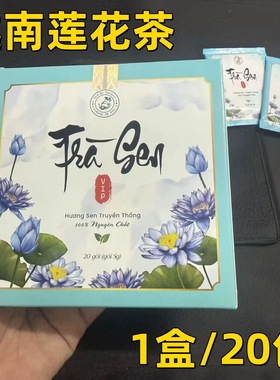 南莲花茶
Trà Sen
VIP
Hương Sen Truyền Thống
100% Nguyên Chất
20 gói (gói 5g)
1盒/20